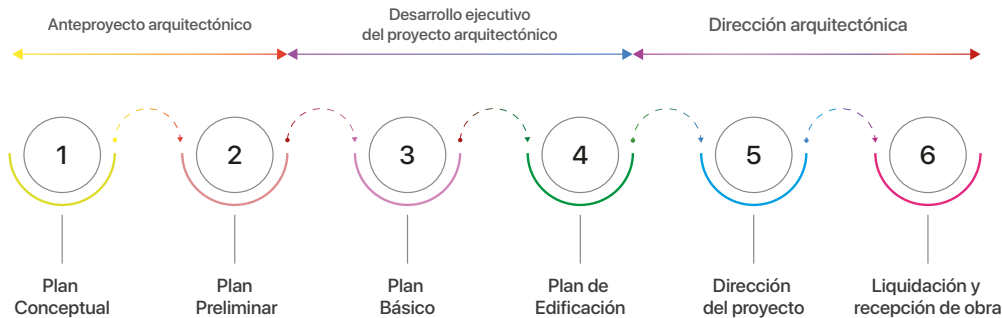 Anteproyecto arquitectónico
Desarrollo ejecutivo
del proyecto arquitectónico
Dirección arquitectónica
1
2
3
4
5
6
Plan
Conceptual
Plan
Preliminar
Plan
Básico
Plan de
Edificación
Dirección
del proyecto
Liquidación y
recepción de obra